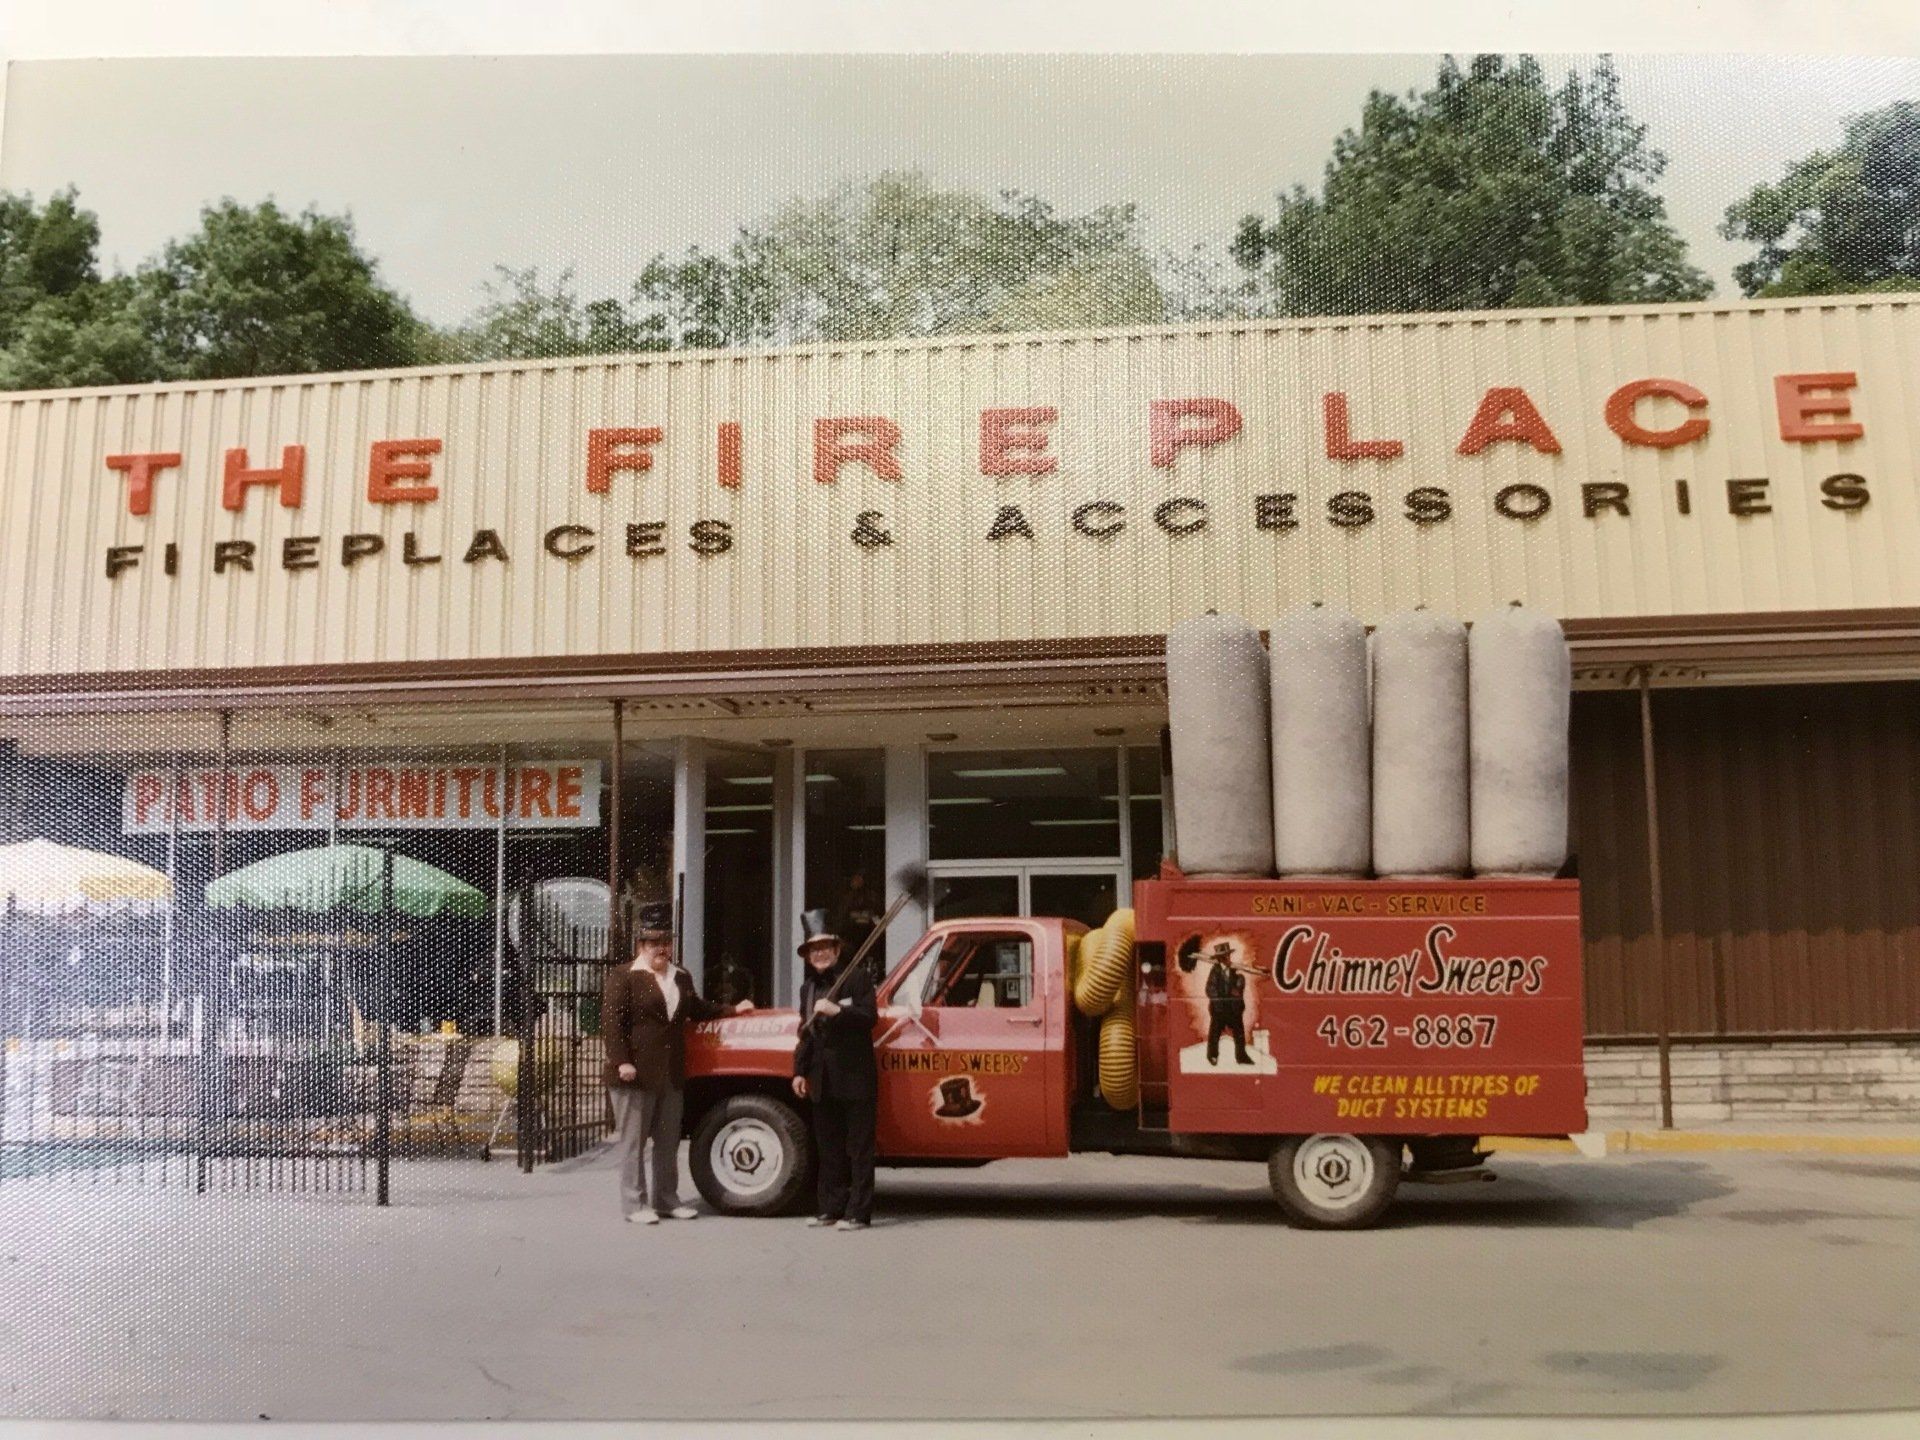 THE FIREPLACE
FIREPLACES & ACCESSORIES
PATIO FURNITURE
SANI-VAC-SERVICE
Chimney Sweeps
462-8887
WE CLEAN ALL TYPES OF
DUCT SYSTEMS
SAVE ENERGY
CHIMNEY SWEEPS